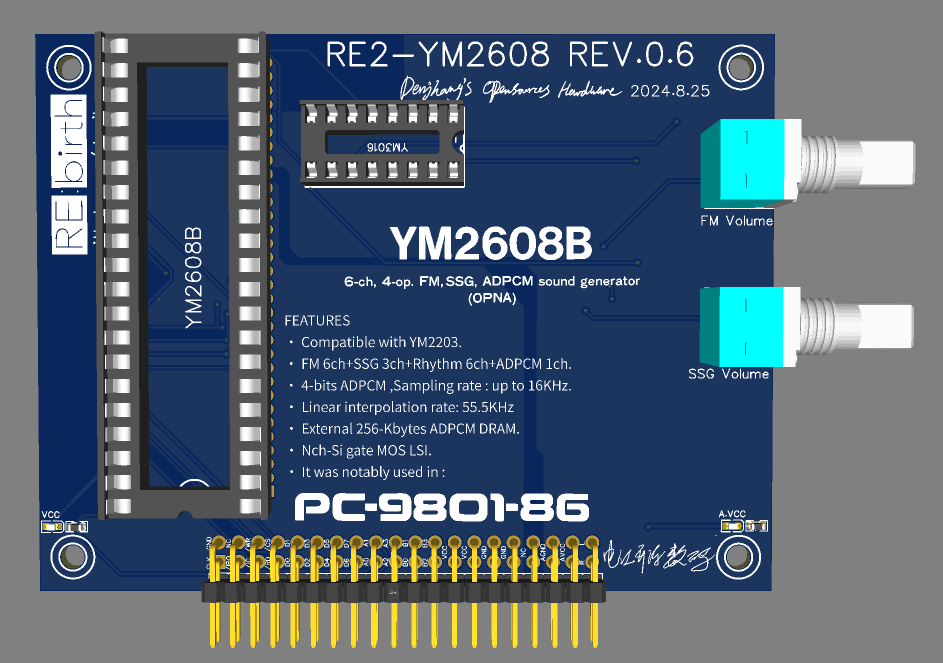 RE2-YM2608 REV.0.6
Denjhang's OpenSources Hardware 2024.8.25
RE:birth
YM3016
FM Volume
YM2608B
YM2608B
6-ch, 4-op. FM,SSG, ADPCM sound generator
(OPNA)
SSG Volume
FEATURES
· Compatible with YM2203.
· FM 6ch+SSG 3ch+Rhythm 6ch+ADPCM 1ch.
· 4-bits ADPCM ,Sampling rate : up to 16KHz.
· Linear interpolation rate: 55.5KHz
· External 256-Kbytes ADPCM DRAM.
· Nch-Si gate MOS LSI.
· It was notably used in :
PC-9801-86
VCC
A.VCC